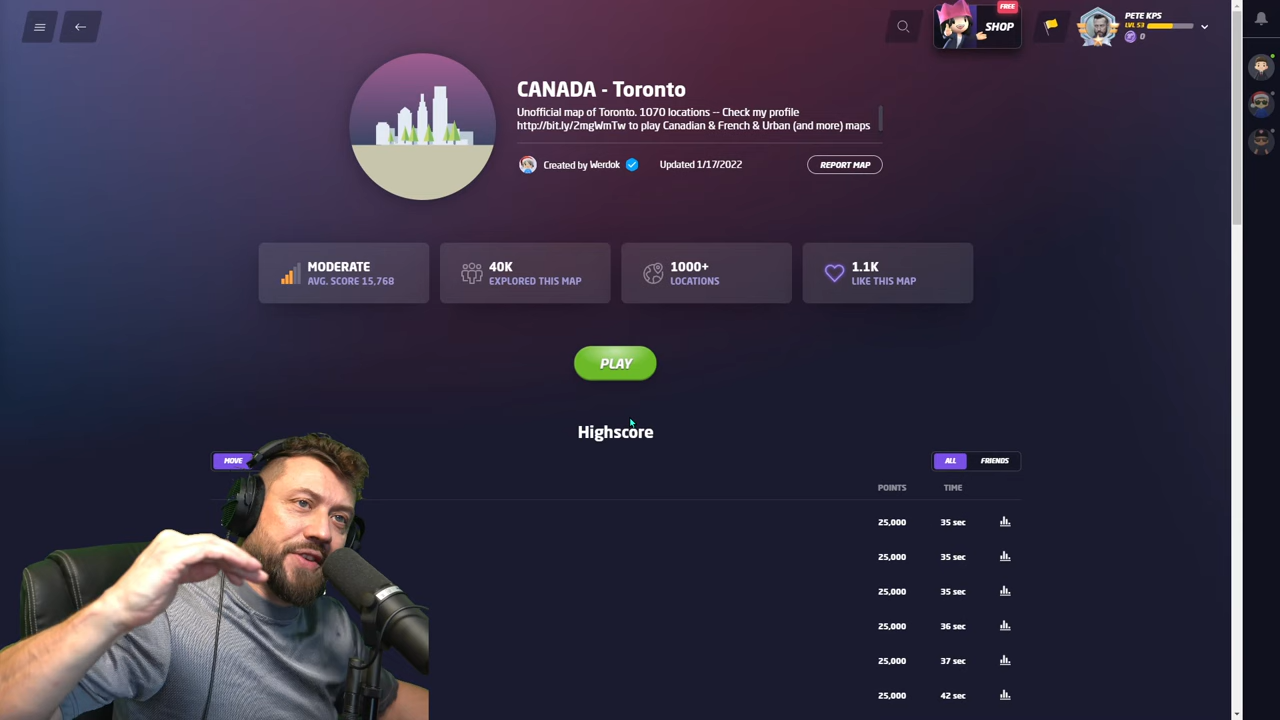 FREE
SHOP
PETE KPS
LVL 53
0
CANADA - Toronto
Unofficial map of Toronto. 1070 locations -- Check my profile
http://bit.ly/2mgWmTw to play Canadian & French & Urban (and more) maps
Created by Werdok
Updated 1/17/2022
REPORT MAP
MODERATE
AVG. SCORE 15,768
40K
EXPLORED THIS MAP
1000+
LOCATIONS
1.1K
LIKE THIS MAP
PLAY
Highscore
MOVE
ALL
FRIENDS
POINTS
TIME
25,000
35 sec
25,000
35 sec
25,000
35 sec
25,000
36 sec
25,000
37 sec
25,000
42 sec